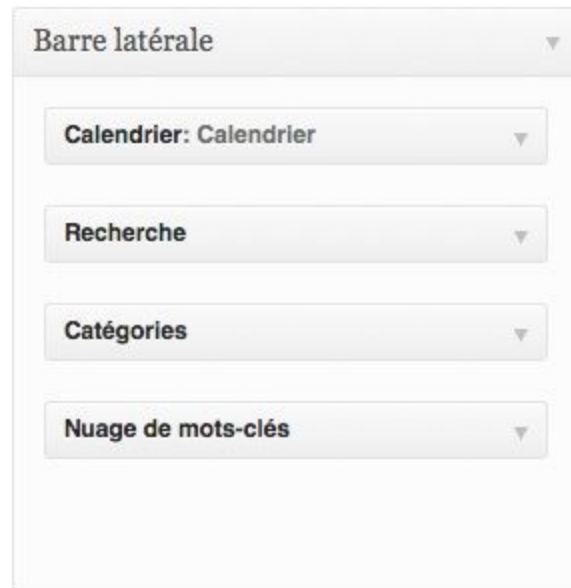 Barre latérale
Calendrier: Calendrier
Recherche
Catégories
Nuage de mots-clés